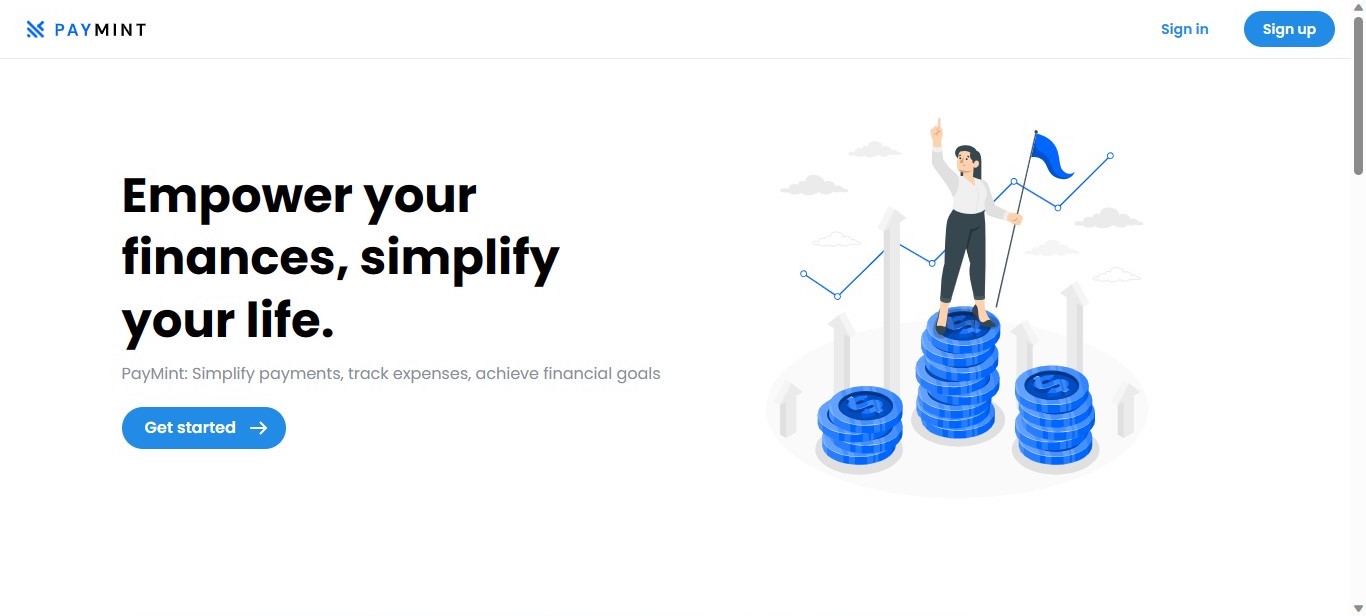 PAYMINT
Sign in
Sign up
Empower your
finances, simplify
your life.
PayMint: Simplify payments, track expenses, achieve financial goals
Get started